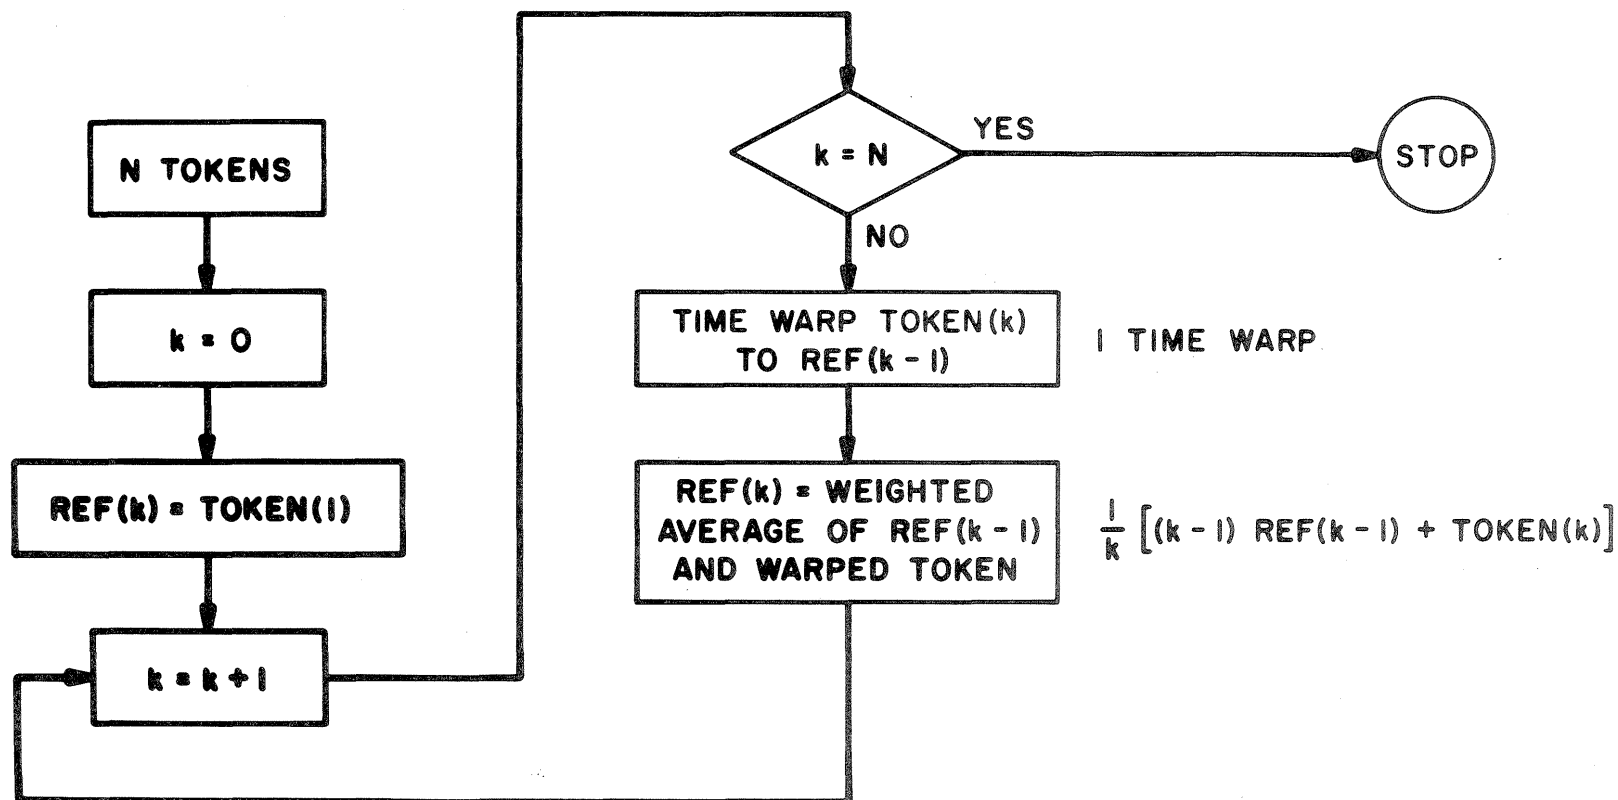 N TOKENS
k = 0
REF(k) = TOKEN(1)
k = k + 1
k = N
YES
STOP
NO
TIME WARP TOKEN(k)
TO REF(k - 1)
1 TIME WARP
REF(k) = WEIGHTED
AVERAGE OF REF(k - 1)
AND WARPED TOKEN
1/k [(k - 1) REF(k - 1) + TOKEN(k)]